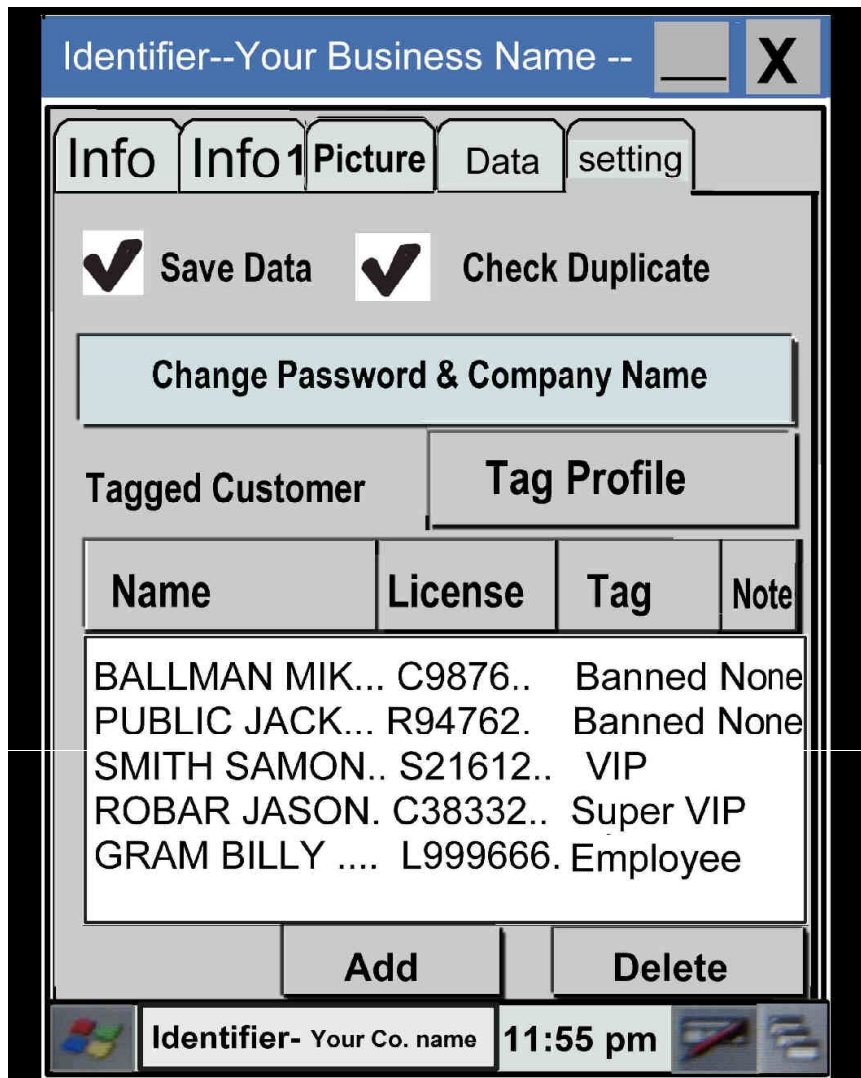 Identifier--Your Business Name -- __ X
Info Info1 Picture Data setting
Save Data Check Duplicate
Change Password & Company Name
Tagged Customer Tag Profile
Name License Tag Note
BALLMAN MIK... C9876.. Banned None
PUBLIC JACK... R94762. Banned None
SMITH SAMON.. S21612.. VIP
ROBAR JASON. C38332.. Super VIP
GRAM BILLY .... L999666. Employee
Add Delete
Identifier- Your Co. name 11:55 pm